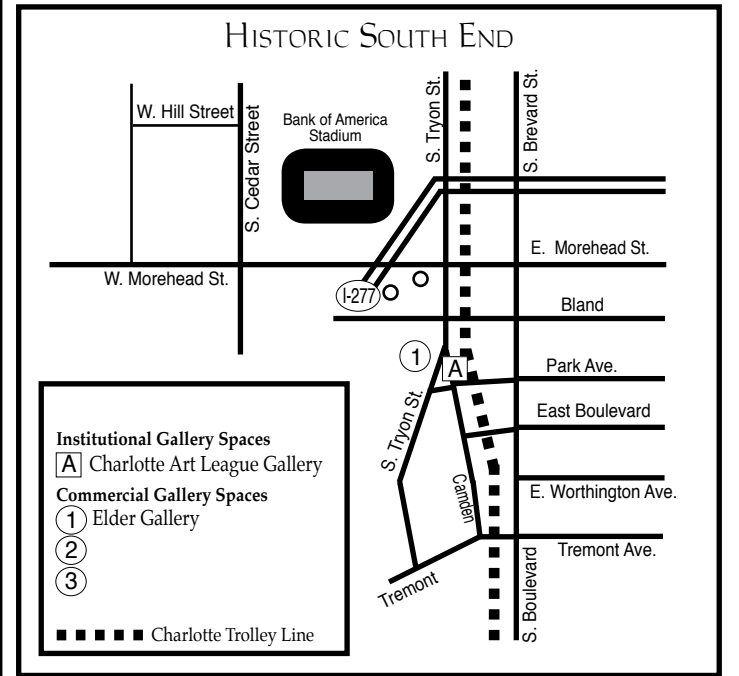 HISTORIC SOUTH END
W. Hill Street
S. Cedar Street
Bank of America
Stadium
S. Tryon St.
S. Brevard St.
E. Morehead St.
W. Morehead St.
I-277
Bland
1
A
Park Ave.
S. Tryon St.
East Boulevard
Camden
E. Worthington Ave.
Tremont Ave.
Tremont
S. Boulevard
Institutional Gallery Spaces
A Charlotte Art League Gallery
Commercial Gallery Spaces
1 Elder Gallery
2
3
Charlotte Trolley Line